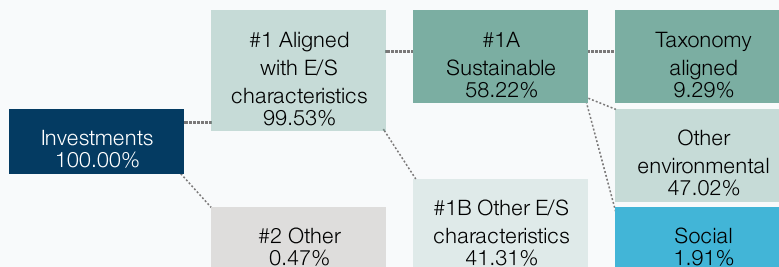 Investments
100.00%
#1 Aligned
with E/S
characteristics
99.53%
#2 Other
0.47%
#1A
Sustainable
58.22%
#1B Other E/S
characteristics
41.31%
Taxonomy
aligned
9.29%
Other
environmental
47.02%
Social
1.91%